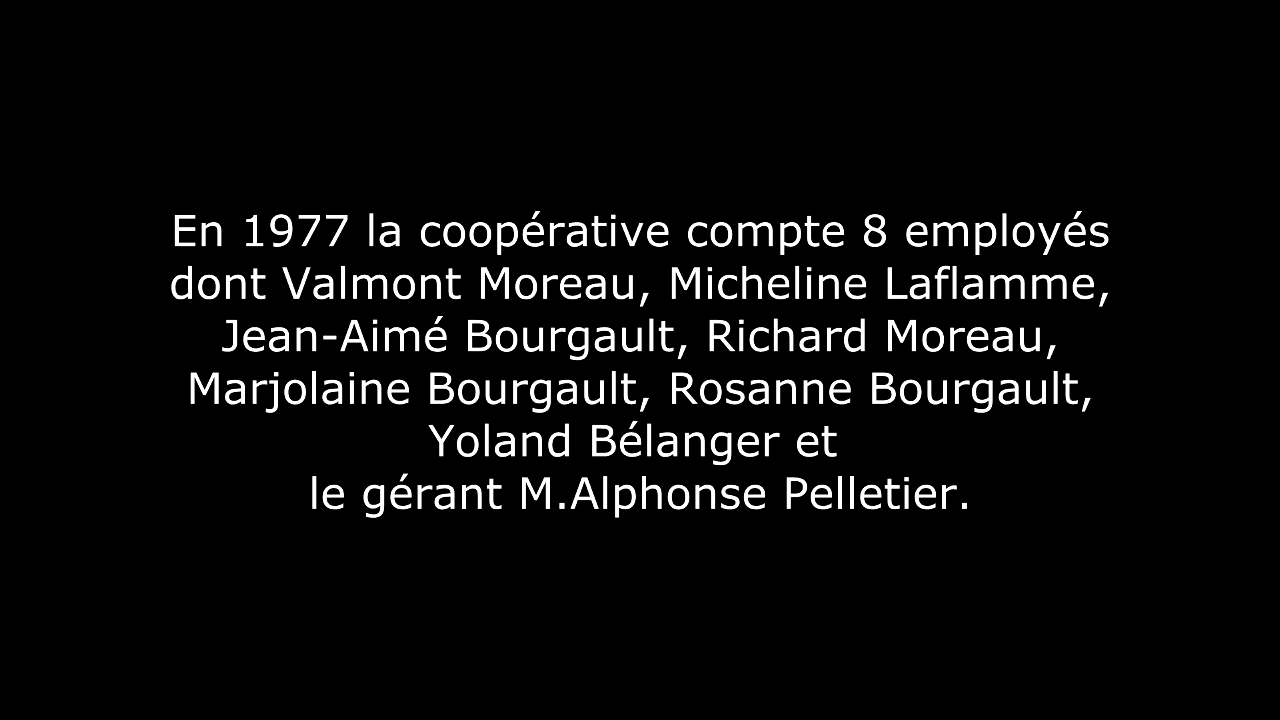 En 1977 la coopérative compte 8 employés
dont Valmont Moreau, Micheline Laflamme,
Jean-Aimé Bourgault, Richard Moreau,
Marjolaine Bourgault, Rosanne Bourgault,
Yoland Bélanger et
le gérant M.Alphonse Pelletier.